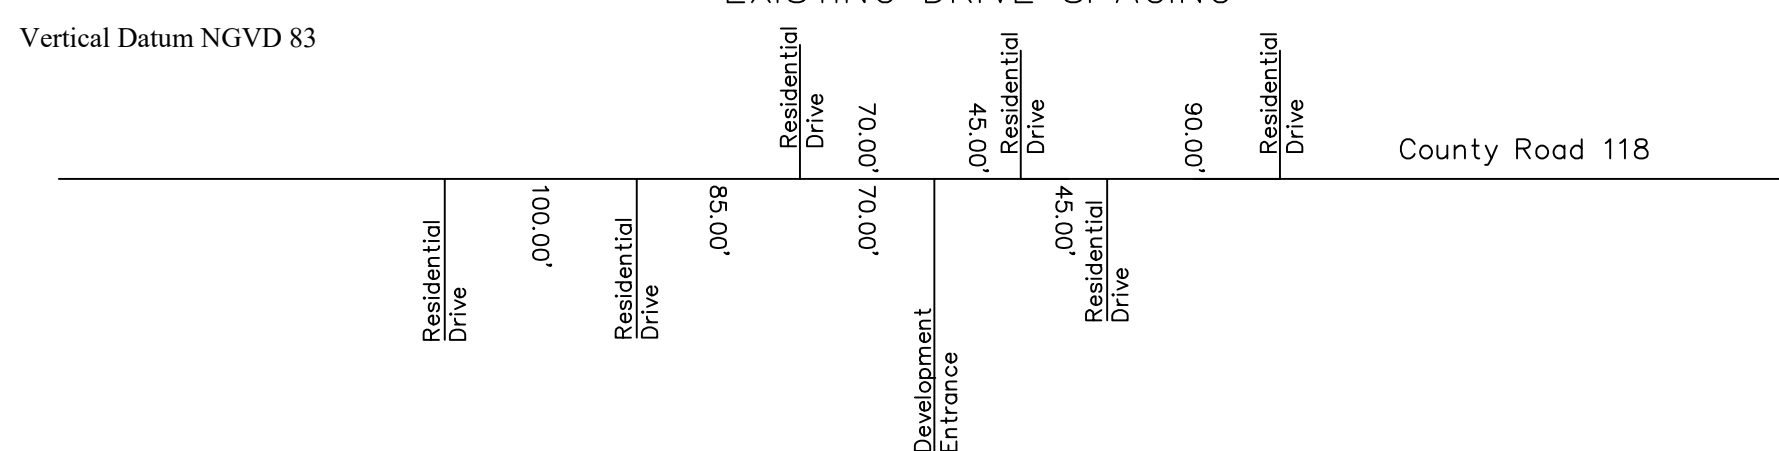 EXISTING DRIVE SPACING
Vertical Datum NGVD 83
Residential
Drive
70.00'
45.00'
Residential
Drive
90.00'
Residential
Drive
County Road 118
Residential
Drive
100.00'
Residential
Drive
85.00'
70.00'
Development
Entrance
45.00'
Residential
Drive